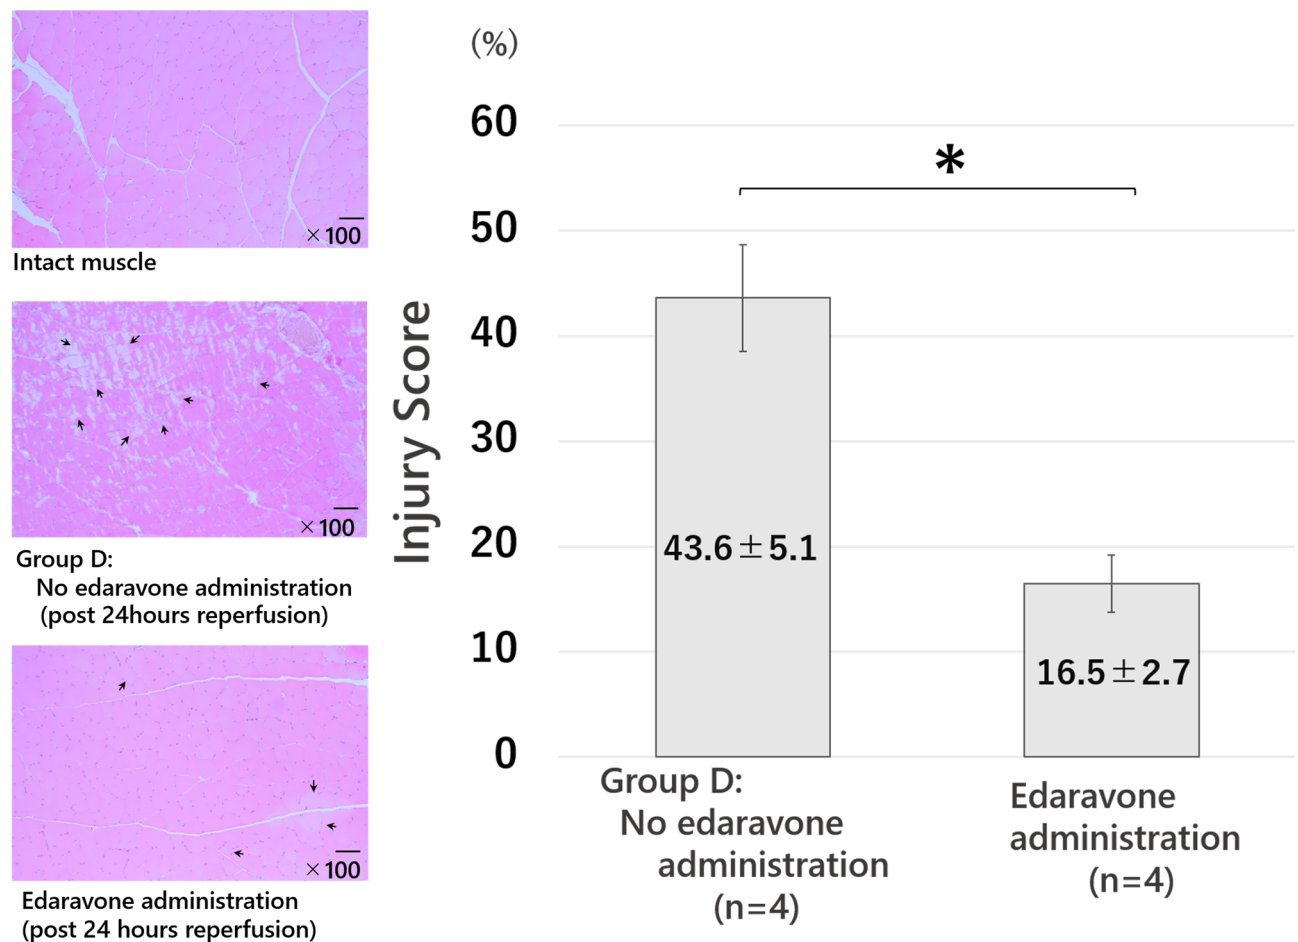 ×100
Intact muscle
×100
Group D:
No edaravone administration
(post 24hours reperfusion)
×100
Edaravone administration
(post 24 hours reperfusion)
(%)
60
50
40
30
20
10
0
Injury Score
*
43.6±5.1
16.5±2.7
Group D:
No edaravone
administration
(n=4)
Edaravone
administration
(n=4)